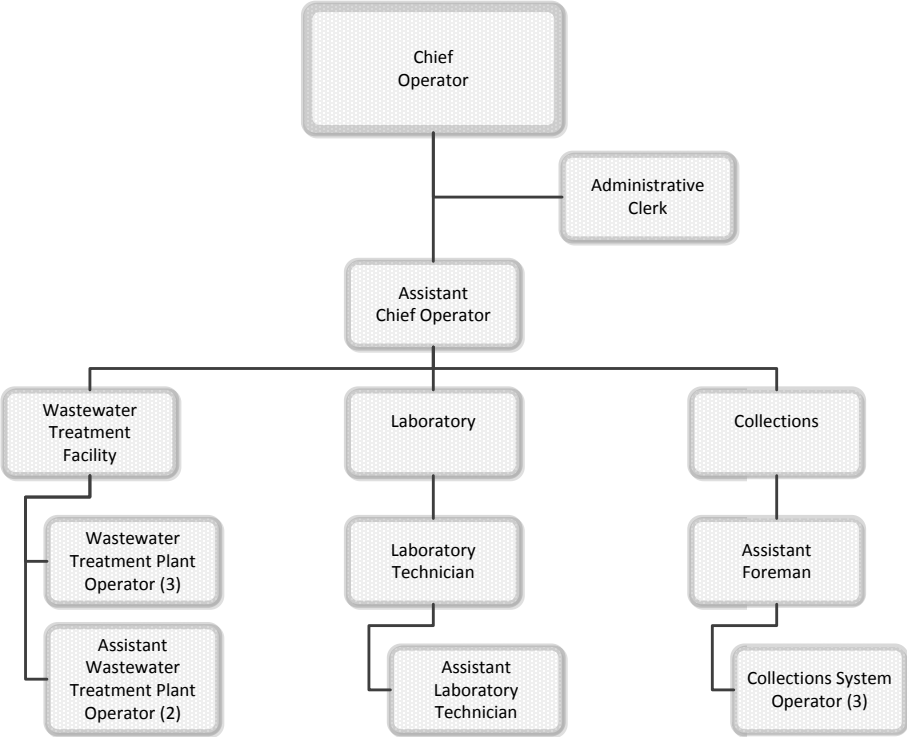 Chief
Operator
Administrative
Clerk
Assistant
Chief Operator
Wastewater
Treatment
Facility
Laboratory
Collections
Wastewater
Treatment Plant
Operator (3)
Laboratory
Technician
Assistant
Foreman
Assistant
Wastewater
Treatment Plant
Operator (2)
Assistant
Laboratory
Technician
Collections System
Operator (3)